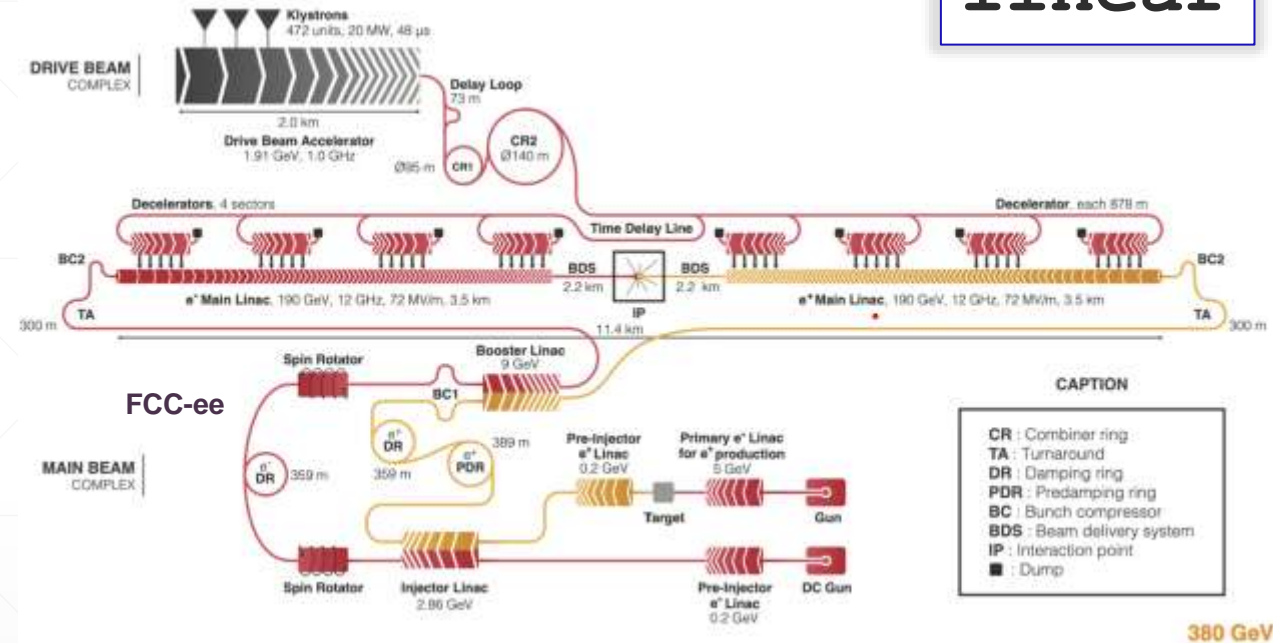 linear
Klystrons
472 units, 20 MW, 48 µs
DRIVE BEAM
COMPLEX
Delay Loop
73 m
2.0 km
Drive Beam Accelerator
1.91 GeV, 1.0 GHz
CR2
Ø140 m
Ø95 m
CR1
Decelerators, 4 sectors
Decelerator, each 878 m
Time Delay Line
BC2
BDS
2.2 km
BDS
2.2 km
BC2
e⁻ Main Linac, 190 GeV, 12 GHz, 72 MV/m, 3.5 km
IP
e⁺ Main Linac, 190 GeV, 12 GHz, 72 MV/m, 3.5 km
TA
300 m
11.4 km
TA
300 m
Spin Rotator
Booster Linac
9 GeV
FCC-ee
BC1
CAPTION
CR : Combiner ring
TA : Turnaround
DR : Damping ring
PDR : Predamping ring
BC : Bunch compressor
BDS : Beam delivery system
IP : Interaction point
: Dump
MAIN BEAM
COMPLEX
e⁻
DR
359 m
e⁺
DR
359 m
e⁺
PDR
389 m
Pre-Injector
e⁺ Linac
0.2 GeV
Primary e⁻ Linac
for e⁺ production
5 GeV
Target
Gun
Spin Rotator
Injector Linac
2.86 GeV
Pre-Injector
e⁻ Linac
0.2 GeV
DC Gun
380 GeV